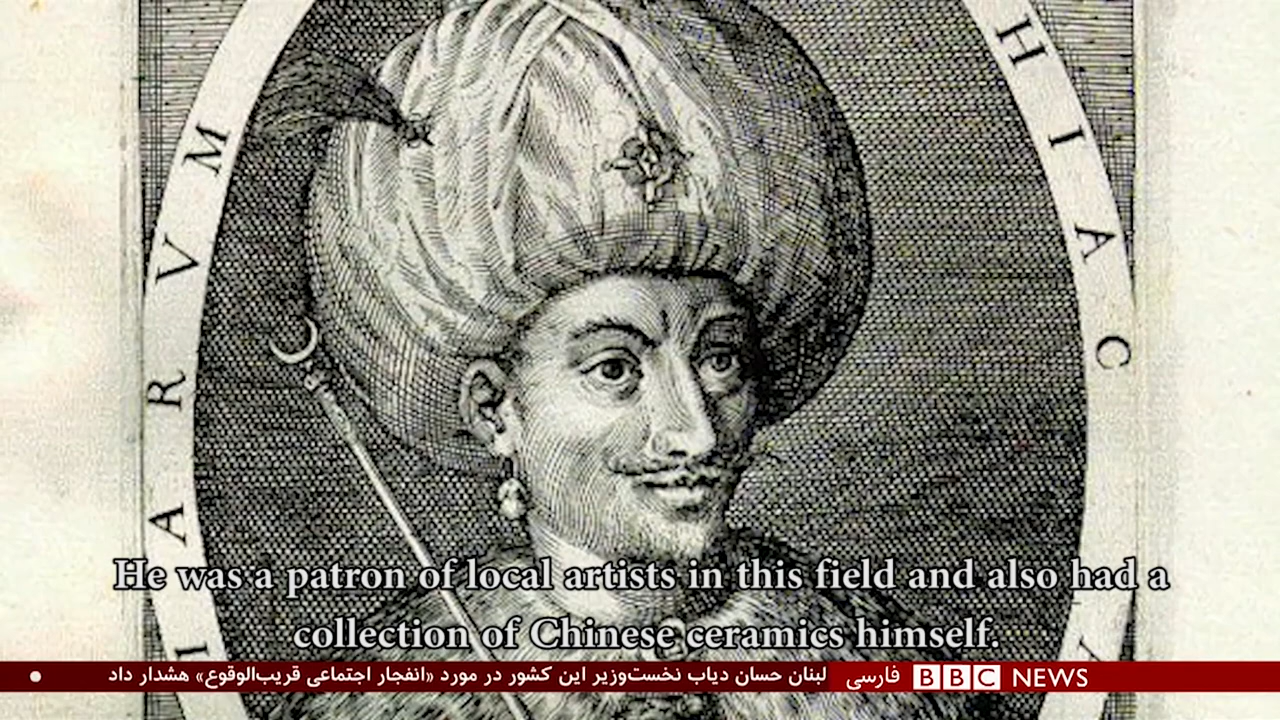 I A R V M
H I A C
He was a patron of local artists in this field and also had a
collection of Chinese ceramics himself.
لبنان حسان دیاب نخست‌وزیر این کشور در مورد «انفجار اجتماعی قریب‌الوقوع» هشدار داد
فارسی BBC NEWS